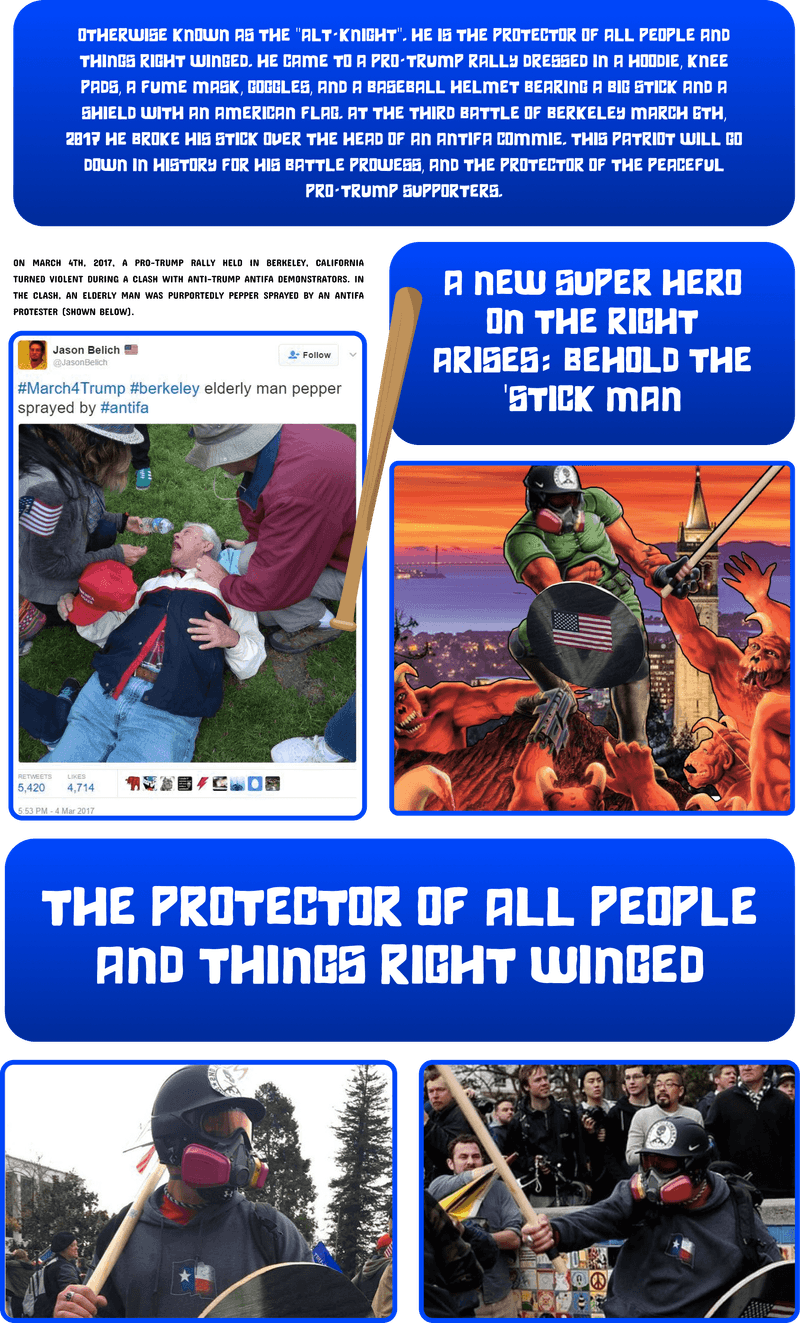 OTHERWISE KNOWN AS THE "ALT-KNIGHT". HE IS THE PROTECTOR OF ALL PEOPLE AND
THINGS RIGHT WINGED. HE CAME TO A PRO-TRUMP RALLY DRESSED IN A HOODIE, KNEE
PADS, A FUME MASK, GOGGLES, AND A BASEBALL HELMET BEARING A BIG STICK AND A
SHIELD WITH AN AMERICAN FLAG. AT THE THIRD BATTLE OF BERKELEY MARCH 6TH,
2017 HE BROKE HIS STICK OVER THE HEAD OF AN ANTIFA COMMIE. THIS PATRIOT WILL GO
DOWN IN HISTORY FOR HIS BATTLE PROWESS, AND THE PROTECTOR OF THE PEACEFUL
PRO-TRUMP SUPPORTERS.
ON MARCH 4TH, 2017, A PRO-TRUMP RALLY HELD IN BERKELEY, CALIFORNIA
TURNED VIOLENT DURING A CLASH WITH ANTI-TRUMP ANTIFA DEMONSTRATORS. IN
THE CLASH, AN ELDERLY MAN WAS PURPORTEDLY PEPPER SPRAYED BY AN ANTIFA
PROTESTER (SHOWN BELOW).
Jason Belich
@JasonBelich
Follow
#March4Trump #berkeley elderly man pepper
sprayed by #antifa
RETWEETS LIKES
5,420 4,714
5:53 PM - 4 Mar 2017
A NEW SUPER HERO
ON THE RIGHT
ARISES: BEHOLD THE
'STICK MAN
THE PROTECTOR OF ALL PEOPLE
AND THINGS RIGHT WINGED